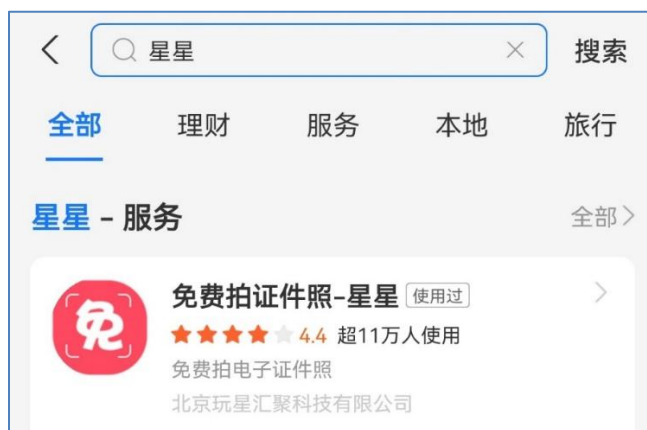 星星
搜索
全部 理财 服务 本地 旅行
星星 - 服务 全部
免
免费拍证件照-星星 使用过
4.4 超11万人使用
免费拍电子证件照
北京玩星汇聚科技有限公司